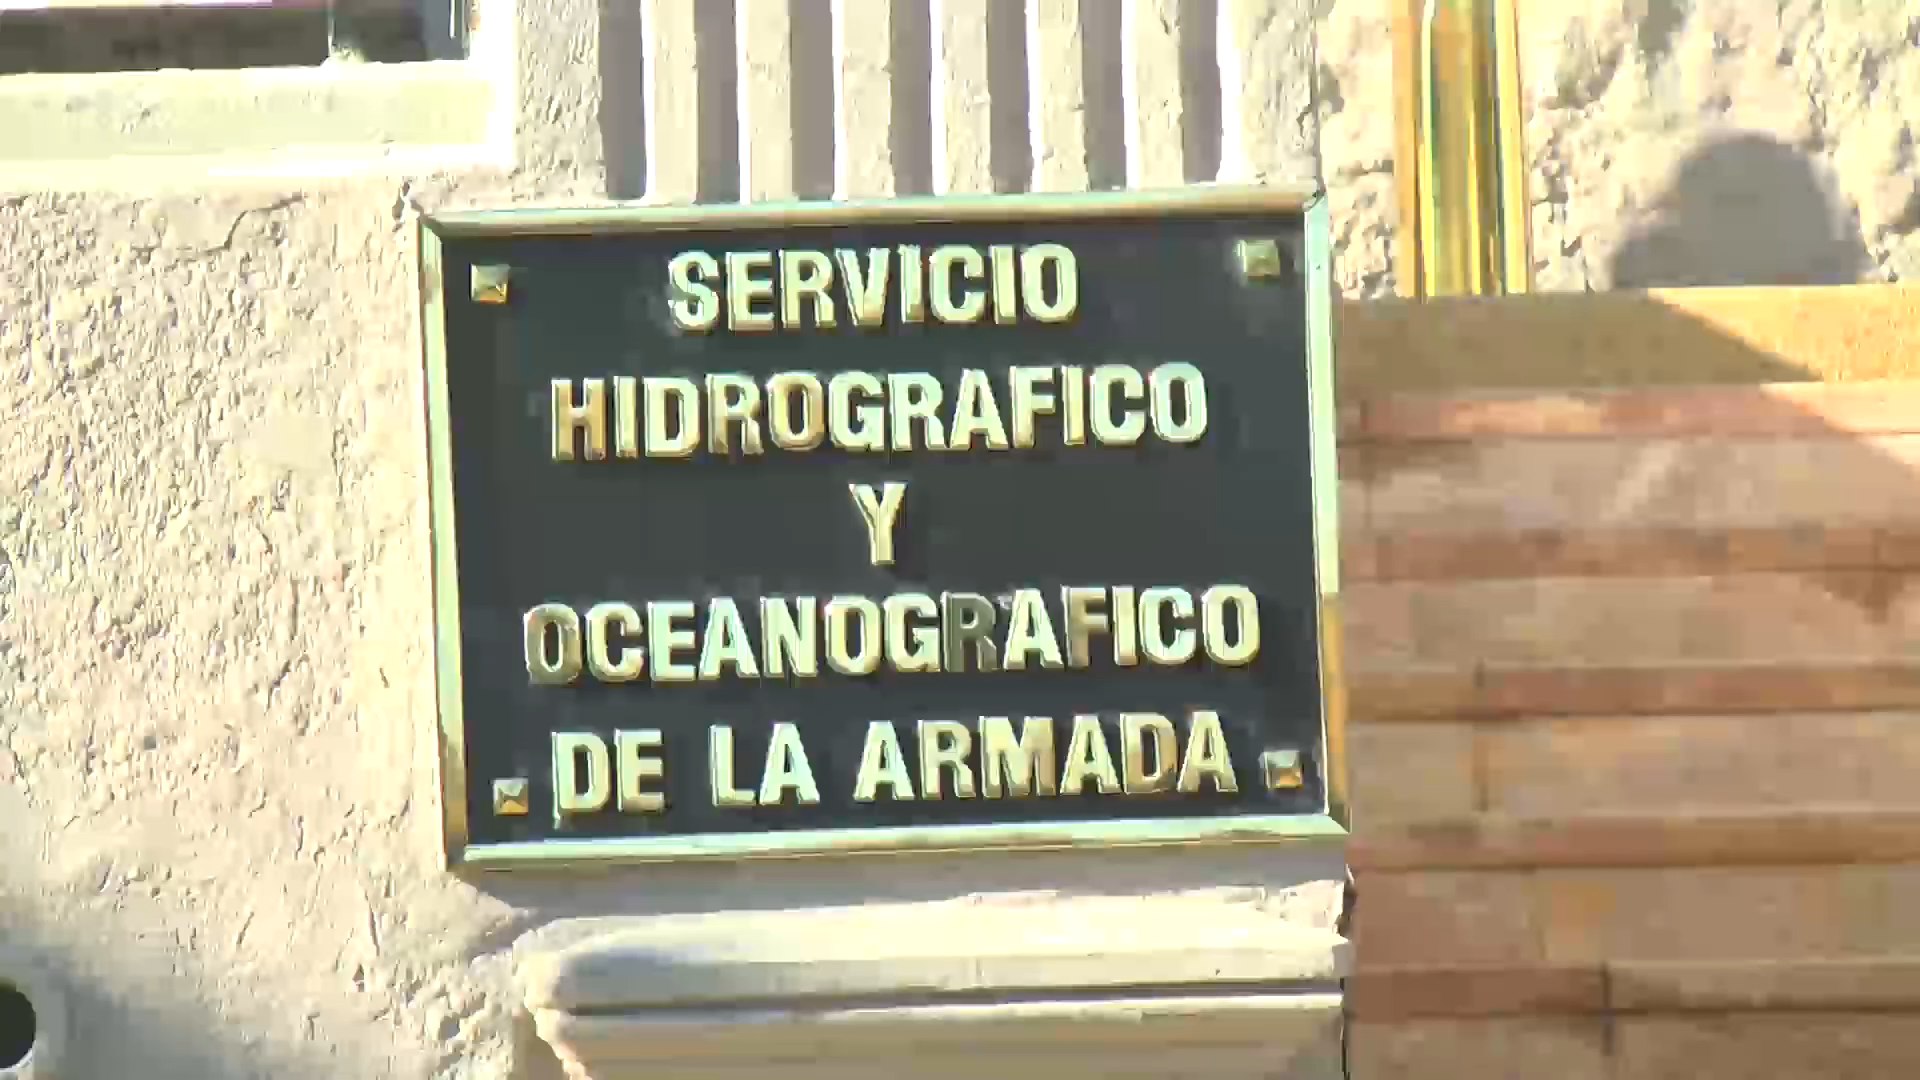 SERVICIO
HIDROGRAFICO
Y
OCEANOGRAFICO
DE LA ARMADA